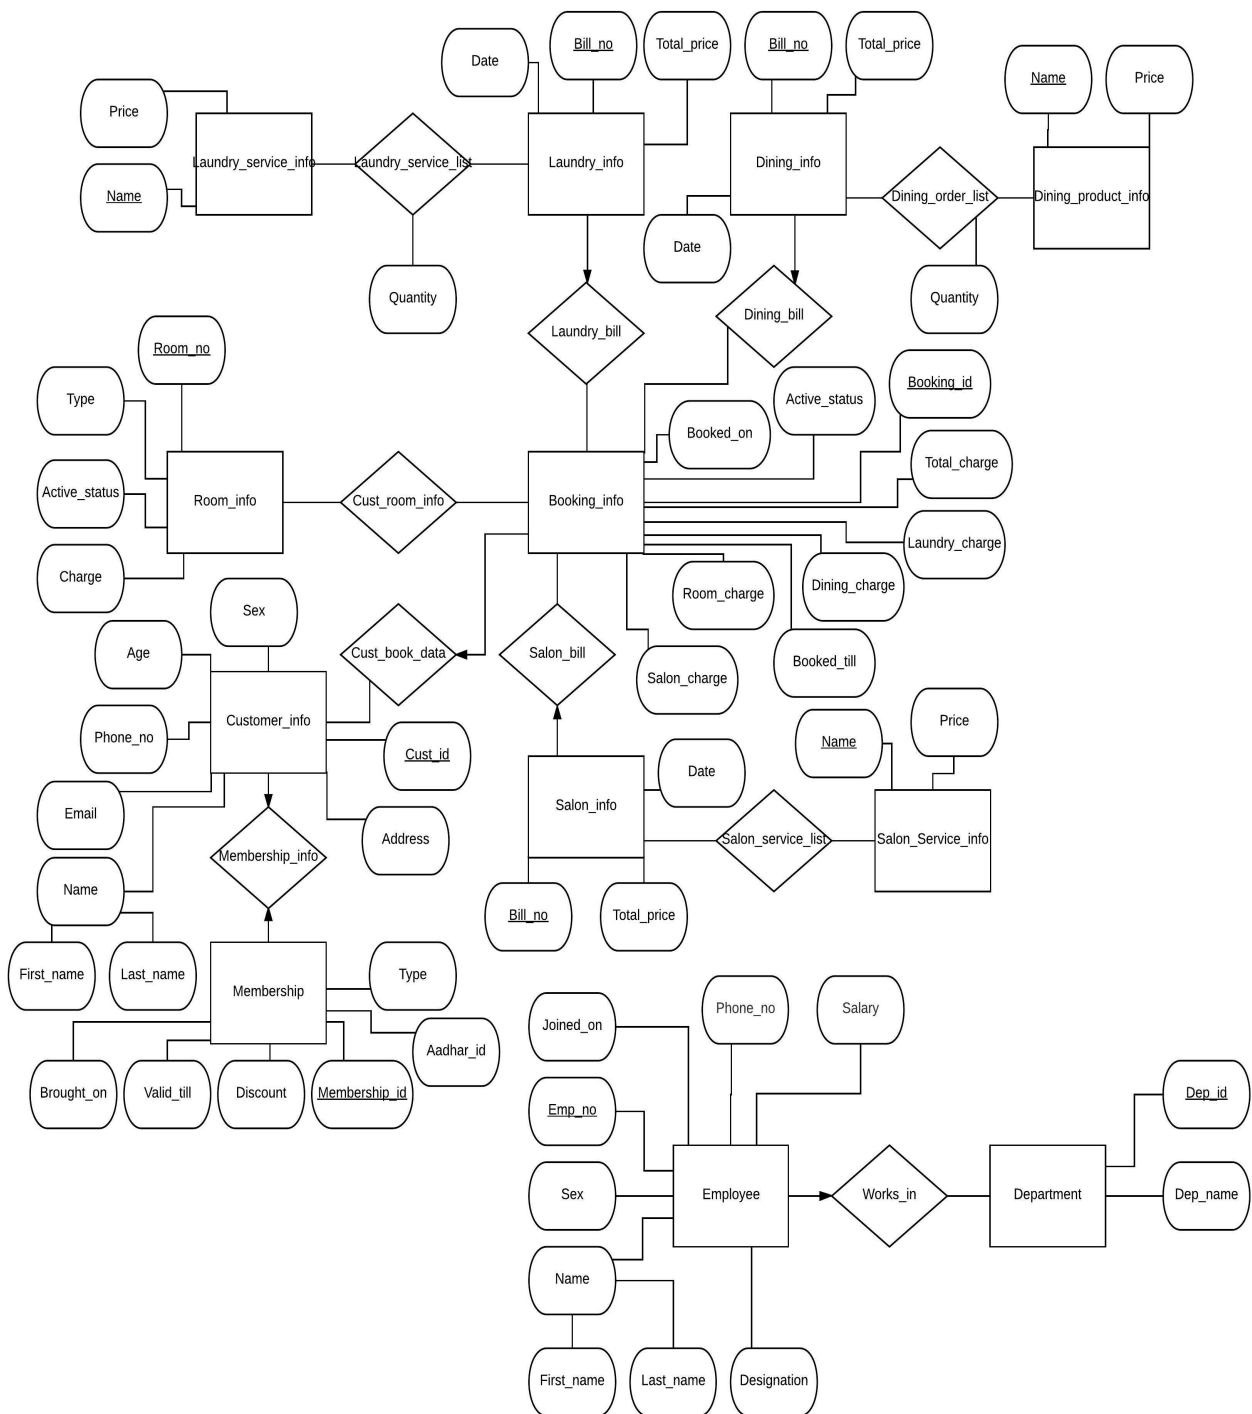 Bill_no
Total_price
Bill_no
Total_price
Date
Name
Price
Price
Laundry_service_info
Laundry_service_list
Laundry_info
Dining_info
Name
Dining_order_list
Dining_product_info
Date
Quantity
Quantity
Dining_bill
Laundry_bill
Room_no
Booking_id
Type
Active_status
Booked_on
Total_charge
Active_status
Room_info
Cust_room_info
Booking_info
Laundry_charge
Charge
Dining_charge
Room_charge
Sex
Age
Cust_book_data
Salon_bill
Booked_till
Salon_charge
Customer_info
Price
Phone_no
Name
Cust_id
Date
Email
Salon_info
Address
Salon_service_list
Salon_Service_info
Membership_info
Name
Bill_no
Total_price
First_name
Last_name
Type
Membership
Phone_no
Salary
Joined_on
Aadhar_id
Brought_on
Valid_till
Discount
Membership_id
Dep_id
Emp_no
Sex
Employee
Works_in
Department
Dep_name
Name
First_name
Last_name
Designation